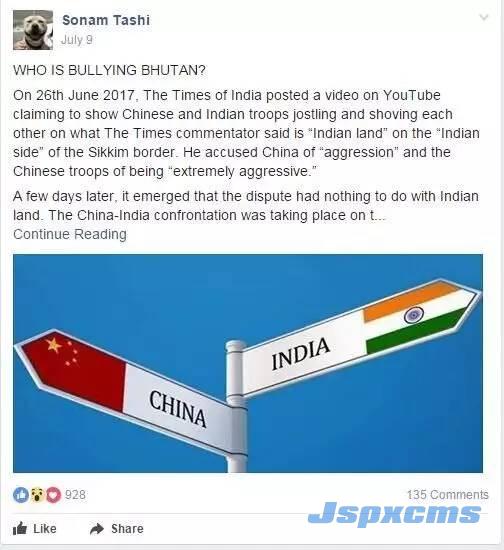 Sonam Tashi
July 9
WHO IS BULLYING BHUTAN?
On 26th June 2017, The Times of India posted a video on YouTube
claiming to show Chinese and Indian troops jostling and shoving each
other on what The Times commentator said is “Indian land” on the “Indian
side” of the Sikkim border. He accused China of “aggression” and the
Chinese troops of being “extremely aggressive.”
A few days later, it emerged that the dispute had nothing to do with Indian
land. The China-India confrontation was taking place on t...
Continue Reading
INDIA
CHINA
928
135 Comments
Jspxcms
Like
Share